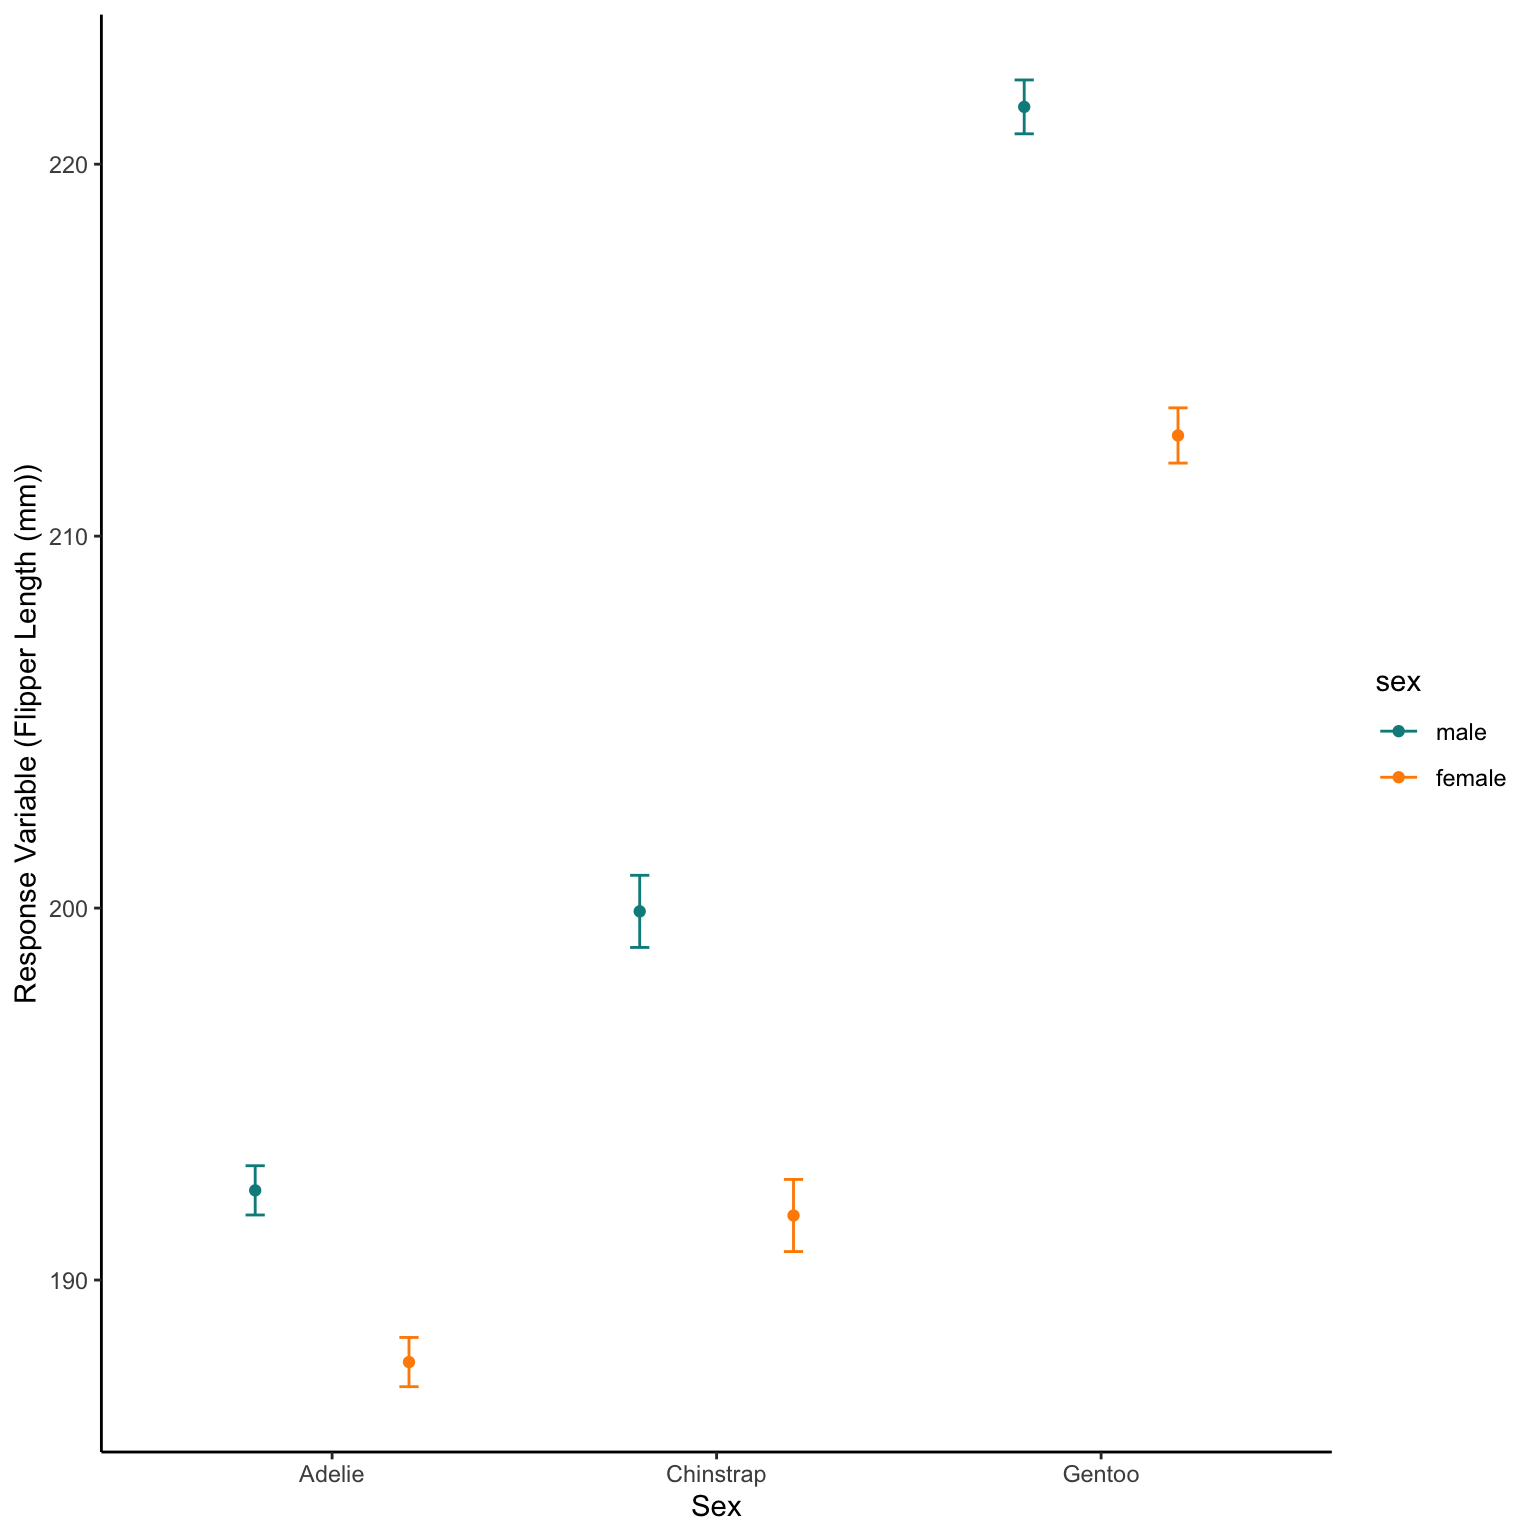 Response Variable (Flipper Length (mm))
220
210
200
190
Adelie
Chinstrap
Gentoo
Sex
sex
male
female